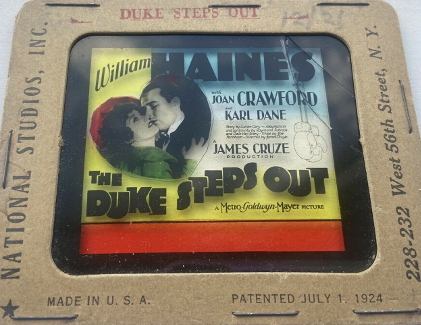 DUKE STEPS OUT
NATIONAL STUDIOS, INC.
William
HAINES
with
JOAN CRAWFORD
and
KARL DANE
JAMES CRUZE
PRODUCTION
THE
DUKE STEPS OUT
A Metro-Goldwyn-Mayer PICTURE
228-232 West 56th Street, N. Y.
MADE IN U. S. A.
PATENTED JULY 1, 1924